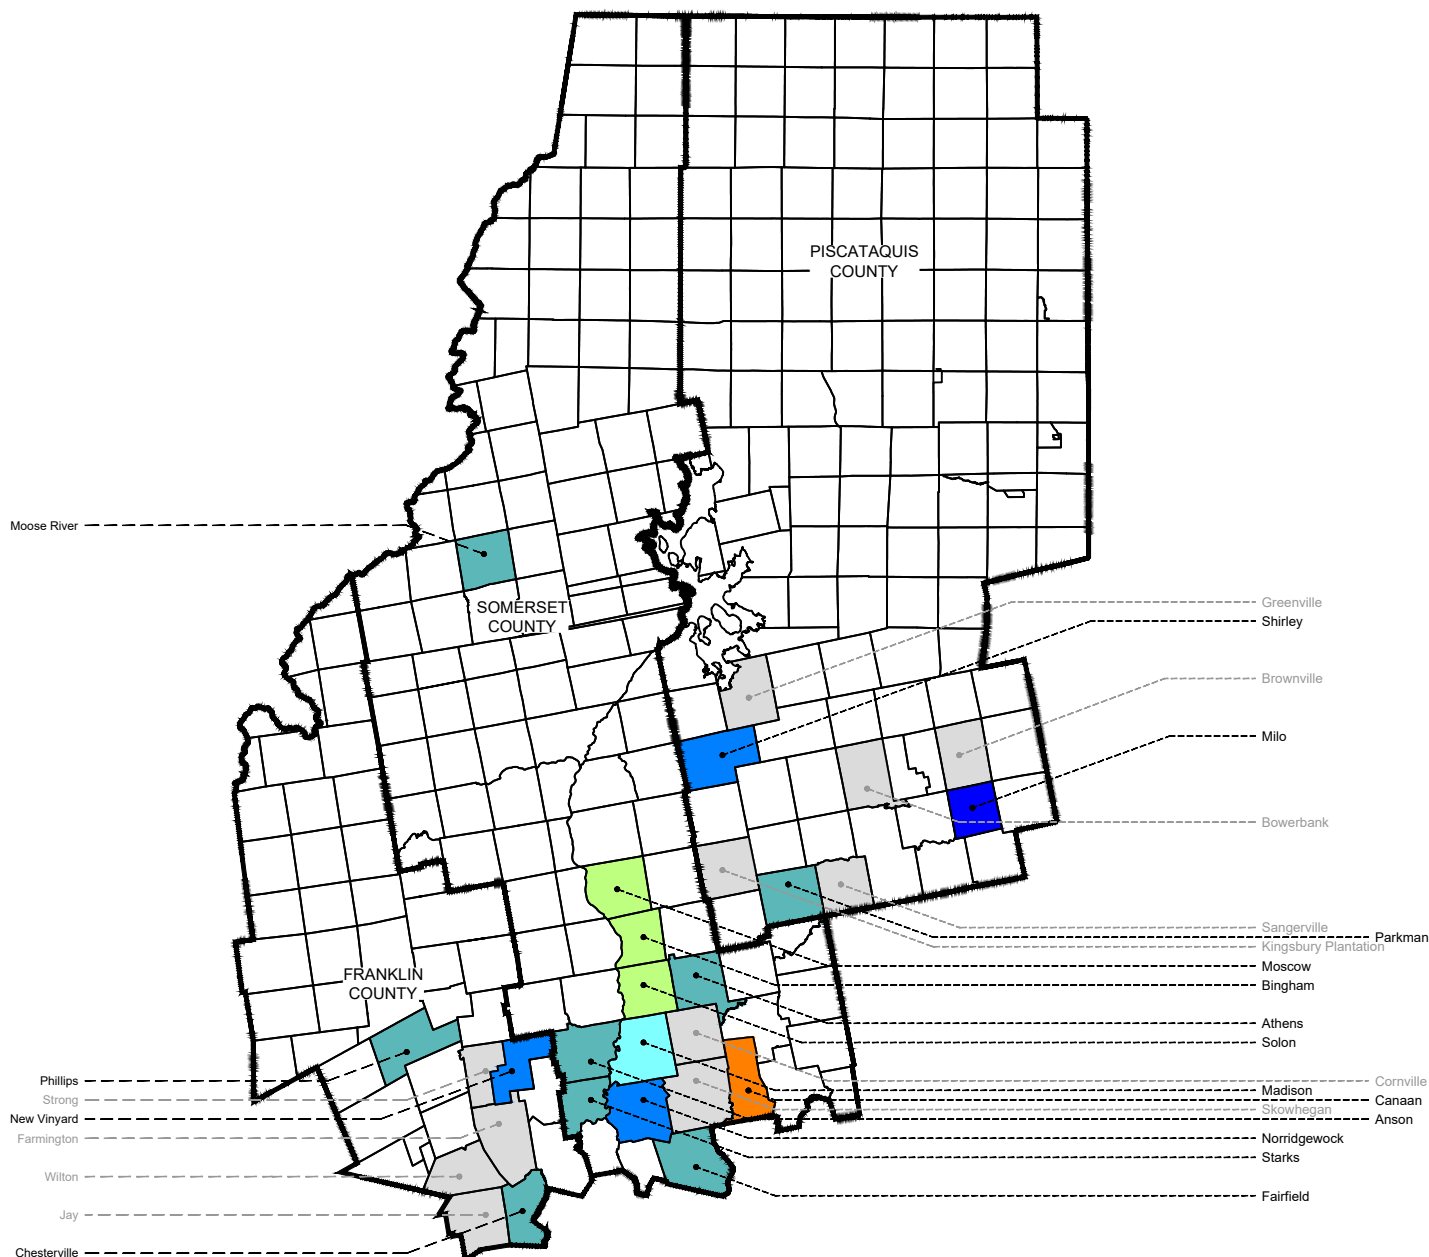 PISCATAQUIS
COUNTY
Moose River
SOMERSET
COUNTY
Greenville
Shirley
Brownville
Milo
Bowerbank
Sangerville
Parkman
Kingsbury Plantation
Moscow
FRANKLIN
COUNTY
Bingham
Athens
Solon
Phillips
Cornville
Madison
Strong
Canaan
Skowhegan
New Vinyard
Anson
Farmington
Norridgewock
Starks
Wilton
Fairfield
Jay
Chesterville